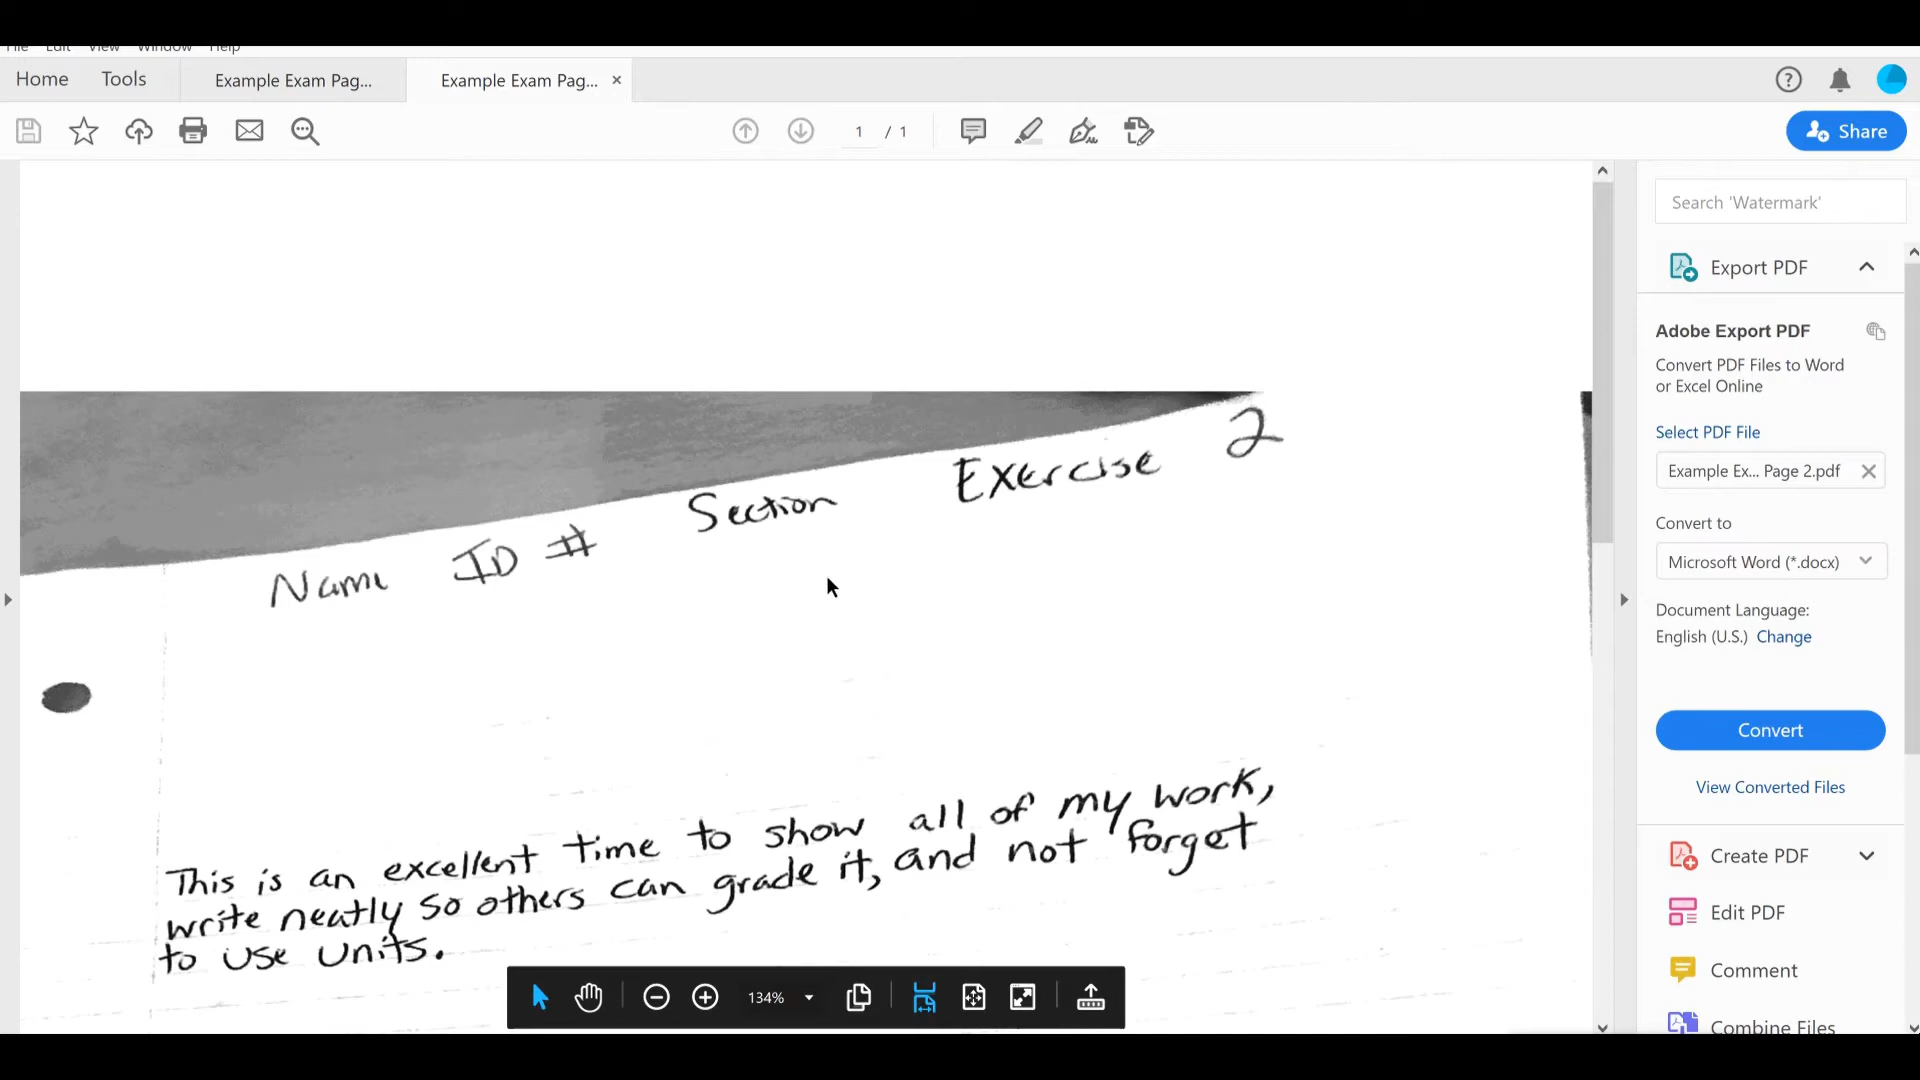 File Edit View Window Help
Home Tools Example Exam Pag... Example Exam Pag... ×
1 / 1 Share
Search 'Watermark'
Export PDF
Adobe Export PDF
Convert PDF Files to Word
or Excel Online
Select PDF File
Example Ex... Page 2.pdf
Convert to
Microsoft Word (*.docx)
Document Language:
English (U.S.) Change
Convert
View Converted Files
Create PDF
Edit PDF
Comment
Combine Files
Name ID # Section Exercise 2
This is an excellent time to show all of my work,
write neatly so others can grade it, and not forget
to use units.
134%